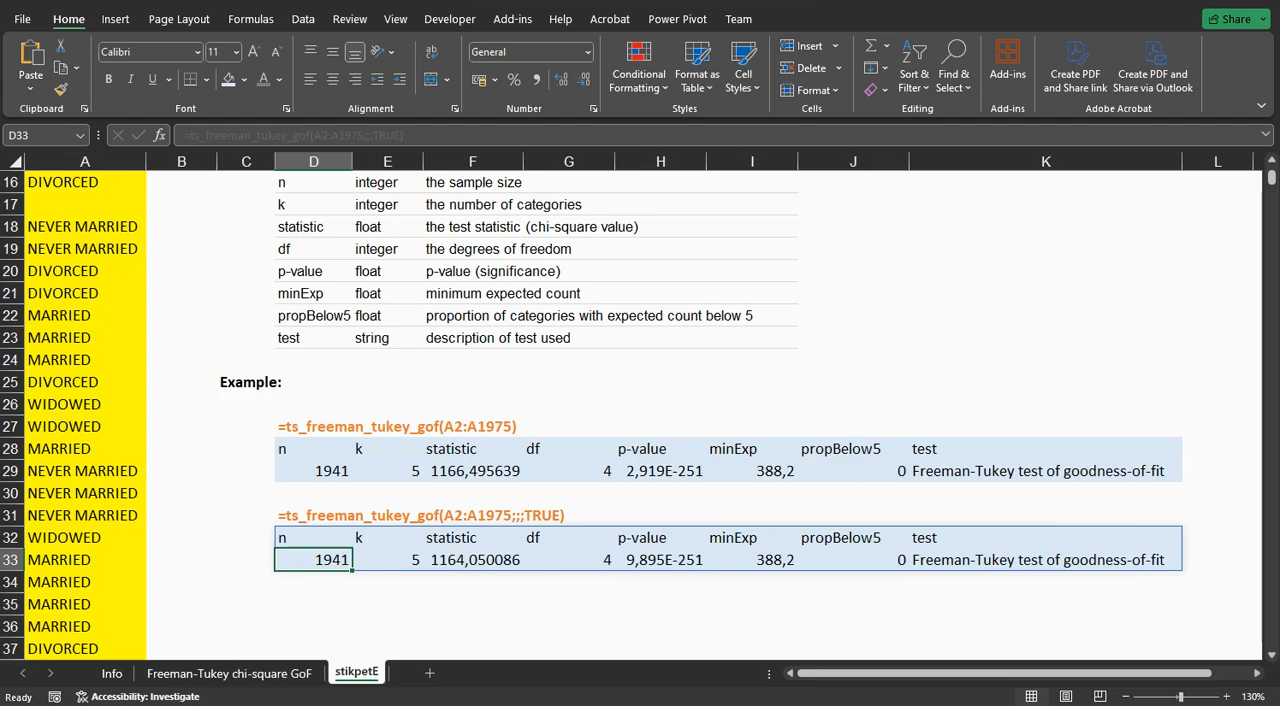 File Home Insert Page Layout Formulas Data Review View Developer Add-ins Help Acrobat Power Pivot Team Share
Paste Calibri 11 A A ab General Conditional Formatting Format as Table Cell Styles Insert Delete Format Sort & Filter Find & Select Add-ins Create PDF and Share link Create PDF and Share via Outlook
B I U A % 
Clipboard Font Alignment Number Styles Cells Editing Add-ins Adobe Acrobat
D33 fx =ts_freeman_tukey_gof(A2:A1975;;;TRUE)
A B C D E F G H I J K L
16 DIVORCED n integer the sample size
17 k integer the number of categories
18 NEVER MARRIED statistic float the test statistic (chi-square value)
19 NEVER MARRIED df integer the degrees of freedom
20 DIVORCED p-value float p-value (significance)
21 DIVORCED minExp float minimum expected count
22 MARRIED propBelow5 float proportion of categories with expected count below 5
23 MARRIED test string description of test used
24 MARRIED
25 DIVORCED Example:
26 WIDOWED
27 WIDOWED =ts_freeman_tukey_gof(A2:A1975)
28 MARRIED n k statistic df p-value minExp propBelow5 test
29 NEVER MARRIED 1941 5 1166,495639 4 2,919E-251 388,2 0 Freeman-Tukey test of goodness-of-fit
30 NEVER MARRIED
31 NEVER MARRIED =ts_freeman_tukey_gof(A2:A1975;;;TRUE)
32 WIDOWED n k statistic df p-value minExp propBelow5 test
33 MARRIED 1941 5 1164,050086 4 9,895E-251 388,2 0 Freeman-Tukey test of goodness-of-fit
34 MARRIED
35 MARRIED
36 MARRIED
37 DIVORCED
Info Freeman-Tukey chi-square GoF stikpetE
Ready Accessibility: Investigate 130%